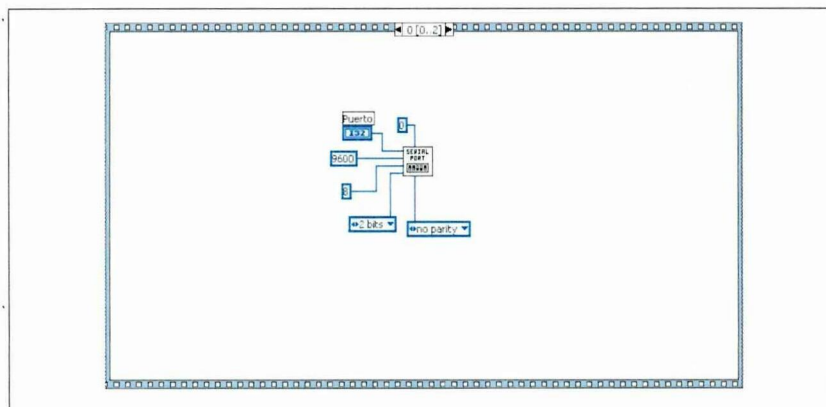 0 [0..2]
Puerto
0
SERIAL
PORT
9600
8
2 bits
no parity